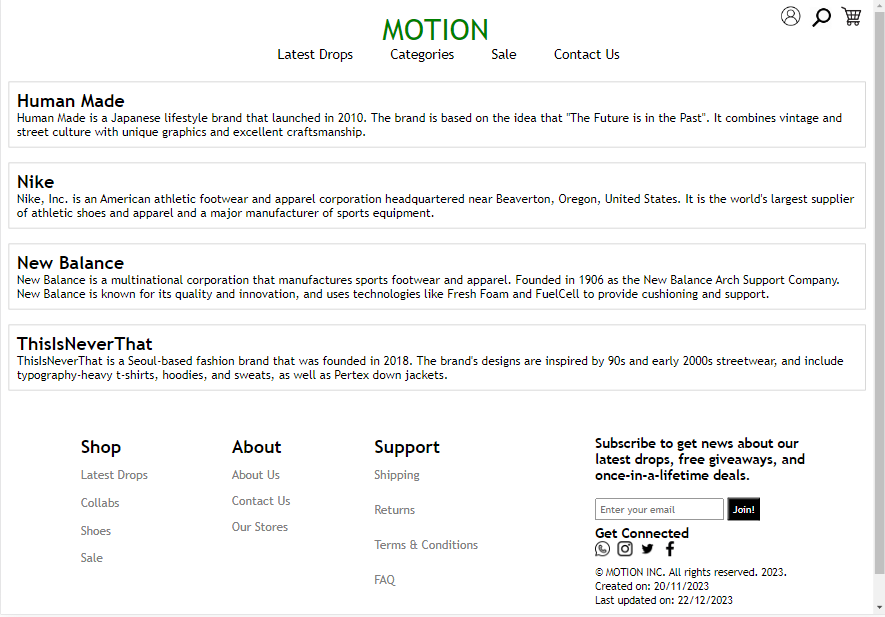 MOTION
Latest Drops Categories Sale Contact Us
Human Made
Human Made is a Japanese lifestyle brand that launched in 2010. The brand is based on the idea that "The Future is in the Past". It combines vintage and
street culture with unique graphics and excellent craftsmanship.
Nike
Nike, Inc. is an American athletic footwear and apparel corporation headquartered near Beaverton, Oregon, United States. It is the world's largest supplier
of athletic shoes and apparel and a major manufacturer of sports equipment.
New Balance
New Balance is a multinational corporation that manufactures sports footwear and apparel. Founded in 1906 as the New Balance Arch Support Company.
New Balance is known for its quality and innovation, and uses technologies like Fresh Foam and FuelCell to provide cushioning and support.
ThisIsNeverThat
ThisIsNeverThat is a Seoul-based fashion brand that was founded in 2018. The brand's designs are inspired by 90s and early 2000s streetwear, and include
typography-heavy t-shirts, hoodies, and sweats, as well as Pertex down jackets.
Shop
Latest Drops
Collabs
Shoes
Sale
About
About Us
Contact Us
Our Stores
Support
Shipping
Returns
Terms & Conditions
FAQ
Subscribe to get news about our
latest drops, free giveaways, and
once-in-a-lifetime deals.
Enter your email Join!
Get Connected
© MOTION INC. All rights reserved. 2023.
Created on: 20/11/2023
Last updated on: 22/12/2023